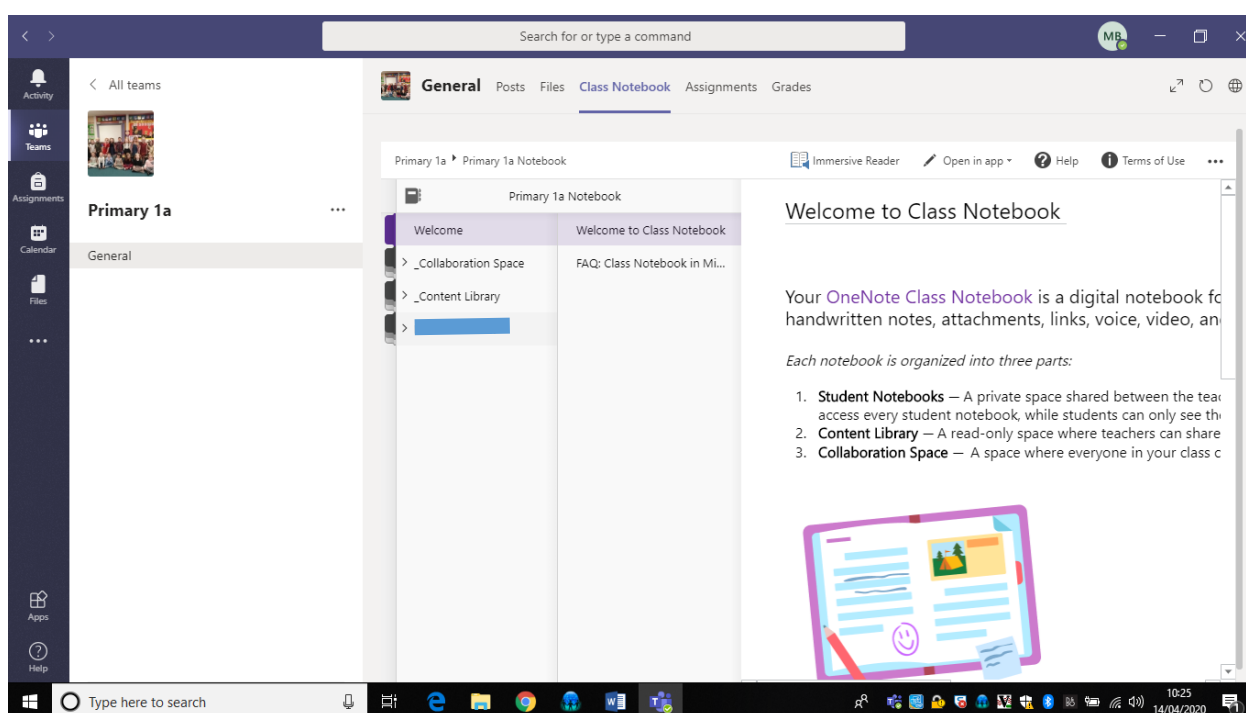 Search for or type a command
MB
Activity
Teams
Assignments
Calendar
Files
Apps
Help
All teams
Primary 1a
General
General Posts Files Class Notebook Assignments Grades
Primary 1a Primary 1a Notebook
Immersive Reader Open in app Help Terms of Use
Primary 1a Notebook
Welcome
_Collaboration Space
_Content Library
Welcome to Class Notebook
FAQ: Class Notebook in Mi...
Welcome to Class Notebook
Your OneNote Class Notebook is a digital notebook fo
handwritten notes, attachments, links, voice, video, an
Each notebook is organized into three parts:
1. Student Notebooks — A private space shared between the teac
access every student notebook, while students can only see the
2. Content Library — A read-only space where teachers can share
3. Collaboration Space — A space where everyone in your class c
Type here to search
10:25
14/04/2020